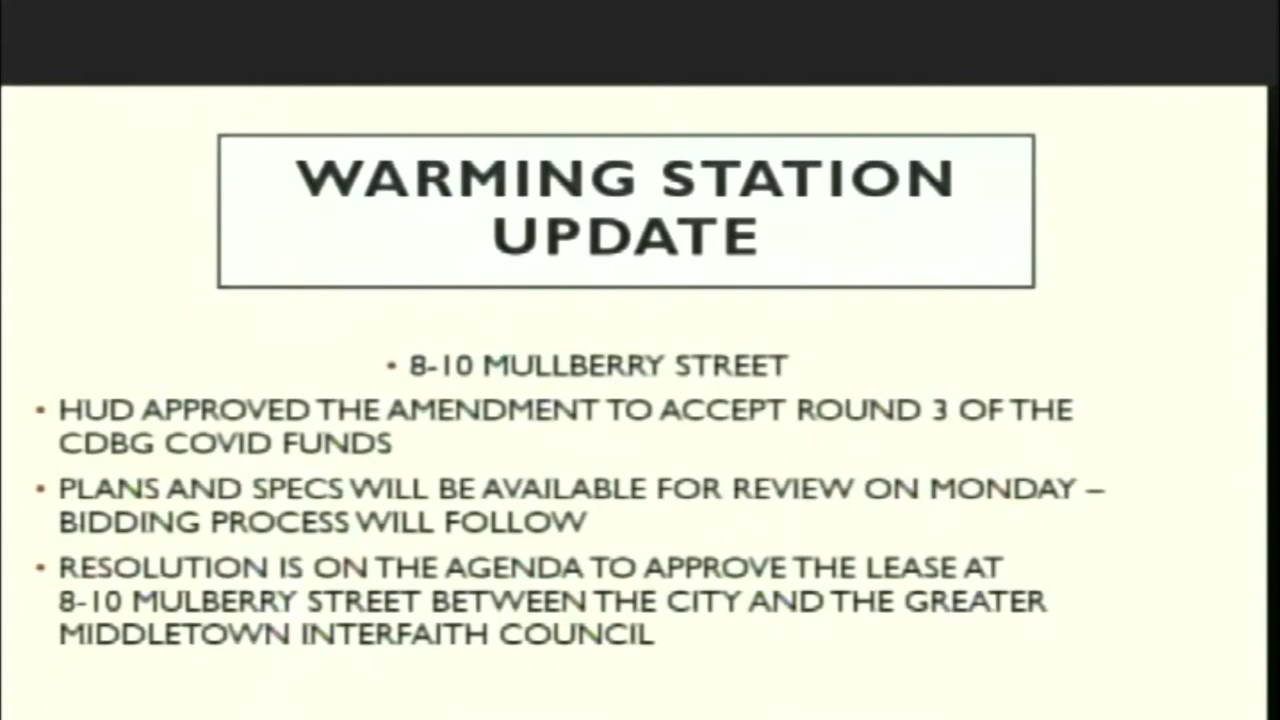 WARMING STATION
UPDATE
• 8-10 MULLBERRY STREET
• HUD APPROVED THE AMENDMENT TO ACCEPT ROUND 3 OF THE
CDBG COVID FUNDS
• PLANS AND SPECS WILL BE AVAILABLE FOR REVIEW ON MONDAY –
BIDDING PROCESS WILL FOLLOW
• RESOLUTION IS ON THE AGENDA TO APPROVE THE LEASE AT
8-10 MULBERRY STREET BETWEEN THE CITY AND THE GREATER
MIDDLETOWN INTERFAITH COUNCIL